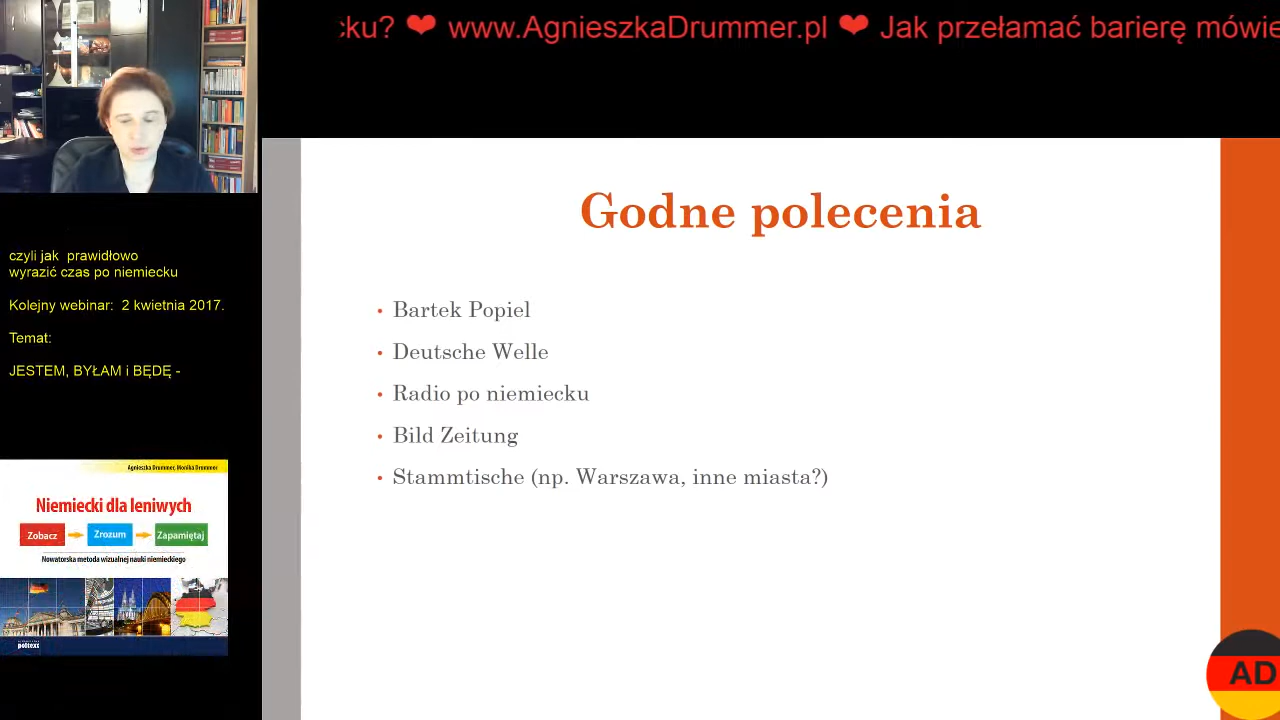 cku? ❤ www.AgnieszkaDrummer.pl ❤ Jak przełamać barierę mówie
czyli jak prawidłowo
wyrazić czas po niemiecku
Kolejny webinar: 2 kwietnia 2017.
Temat:
JESTEM, BYŁAM i BĘDĘ -
Agnieszka Drummer, Monika Drummer
Niemiecki dla leniwych
Zobacz
Zrozum
Zapamiętaj
Nowatorska metoda wizualnej nauki niemieckiego
poltext
Godne polecenia
• Bartek Popiel
• Deutsche Welle
• Radio po niemiecku
• Bild Zeitung
• Stammtische (np. Warszawa, inne miasta?)
AD